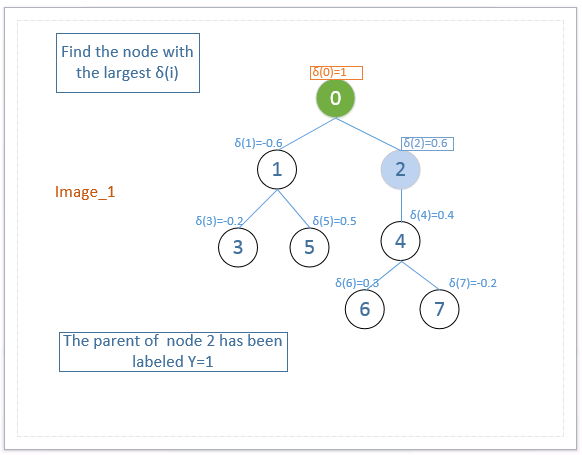 Find the node with
the largest δ(i)
δ(0)=1
0
δ(1)=-0.6
δ(2)=0.6
1
2
Image_1
δ(3)=-0.2
δ(5)=0.5
δ(4)=0.4
3
5
4
δ(6)=0.3
δ(7)=-0.2
6
7
The parent of node 2 has been
labeled Y=1